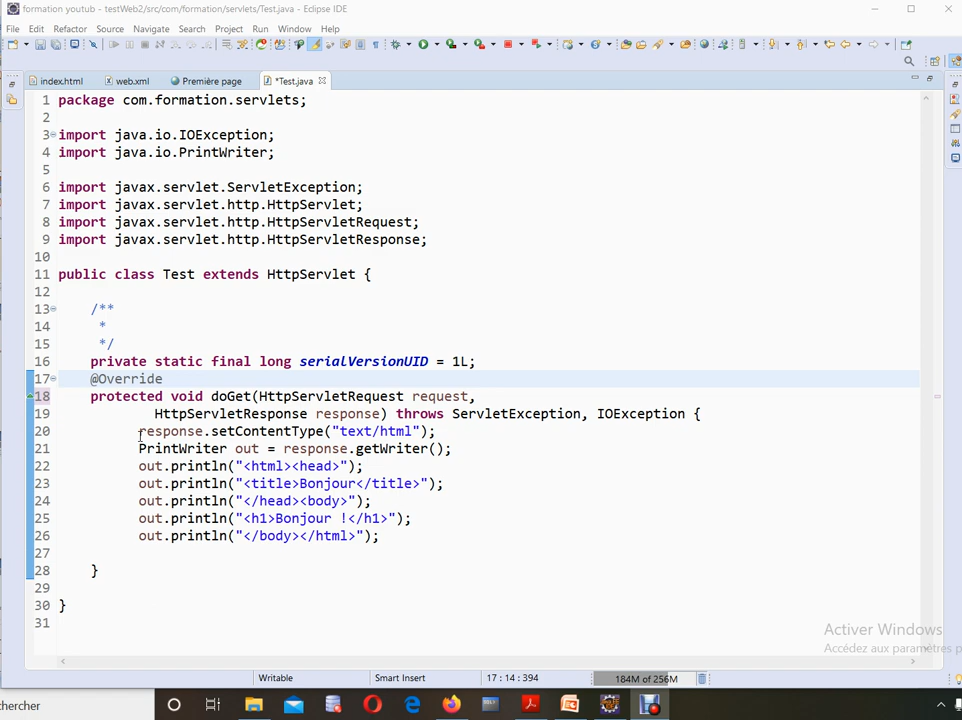 formation youtub - testWeb2/src/com/formation/servlets/Test.java - Eclipse IDE
File Edit Refactor Source Navigate Search Project Run Window Help
index.html web.xml Première page *Test.java
1 package com.formation.servlets;
2
3 import java.io.IOException;
4 import java.io.PrintWriter;
5
6 import javax.servlet.ServletException;
7 import javax.servlet.http.HttpServlet;
8 import javax.servlet.http.HttpServletRequest;
9 import javax.servlet.http.HttpServletResponse;
10
11 public class Test extends HttpServlet {
12
13 /**
14 *
15 */
16 private static final long serialVersionUID = 1L;
17 @Override
18 protected void doGet(HttpServletRequest request,
19 HttpServletResponse response) throws ServletException, IOException {
20 response.setContentType("text/html");
21 PrintWriter out = response.getWriter();
22 out.println("<html><head>");
23 out.println("<title>Bonjour</title>");
24 out.println("</head><body>");
25 out.println("<h1>Bonjour !</h1>");
26 out.println("</body></html>");
27
28 }
29
30 }
31
Activer Windows
Accédez aux paramètres p
Writable Smart Insert 17 : 14 : 394 184M of 256M
chercher